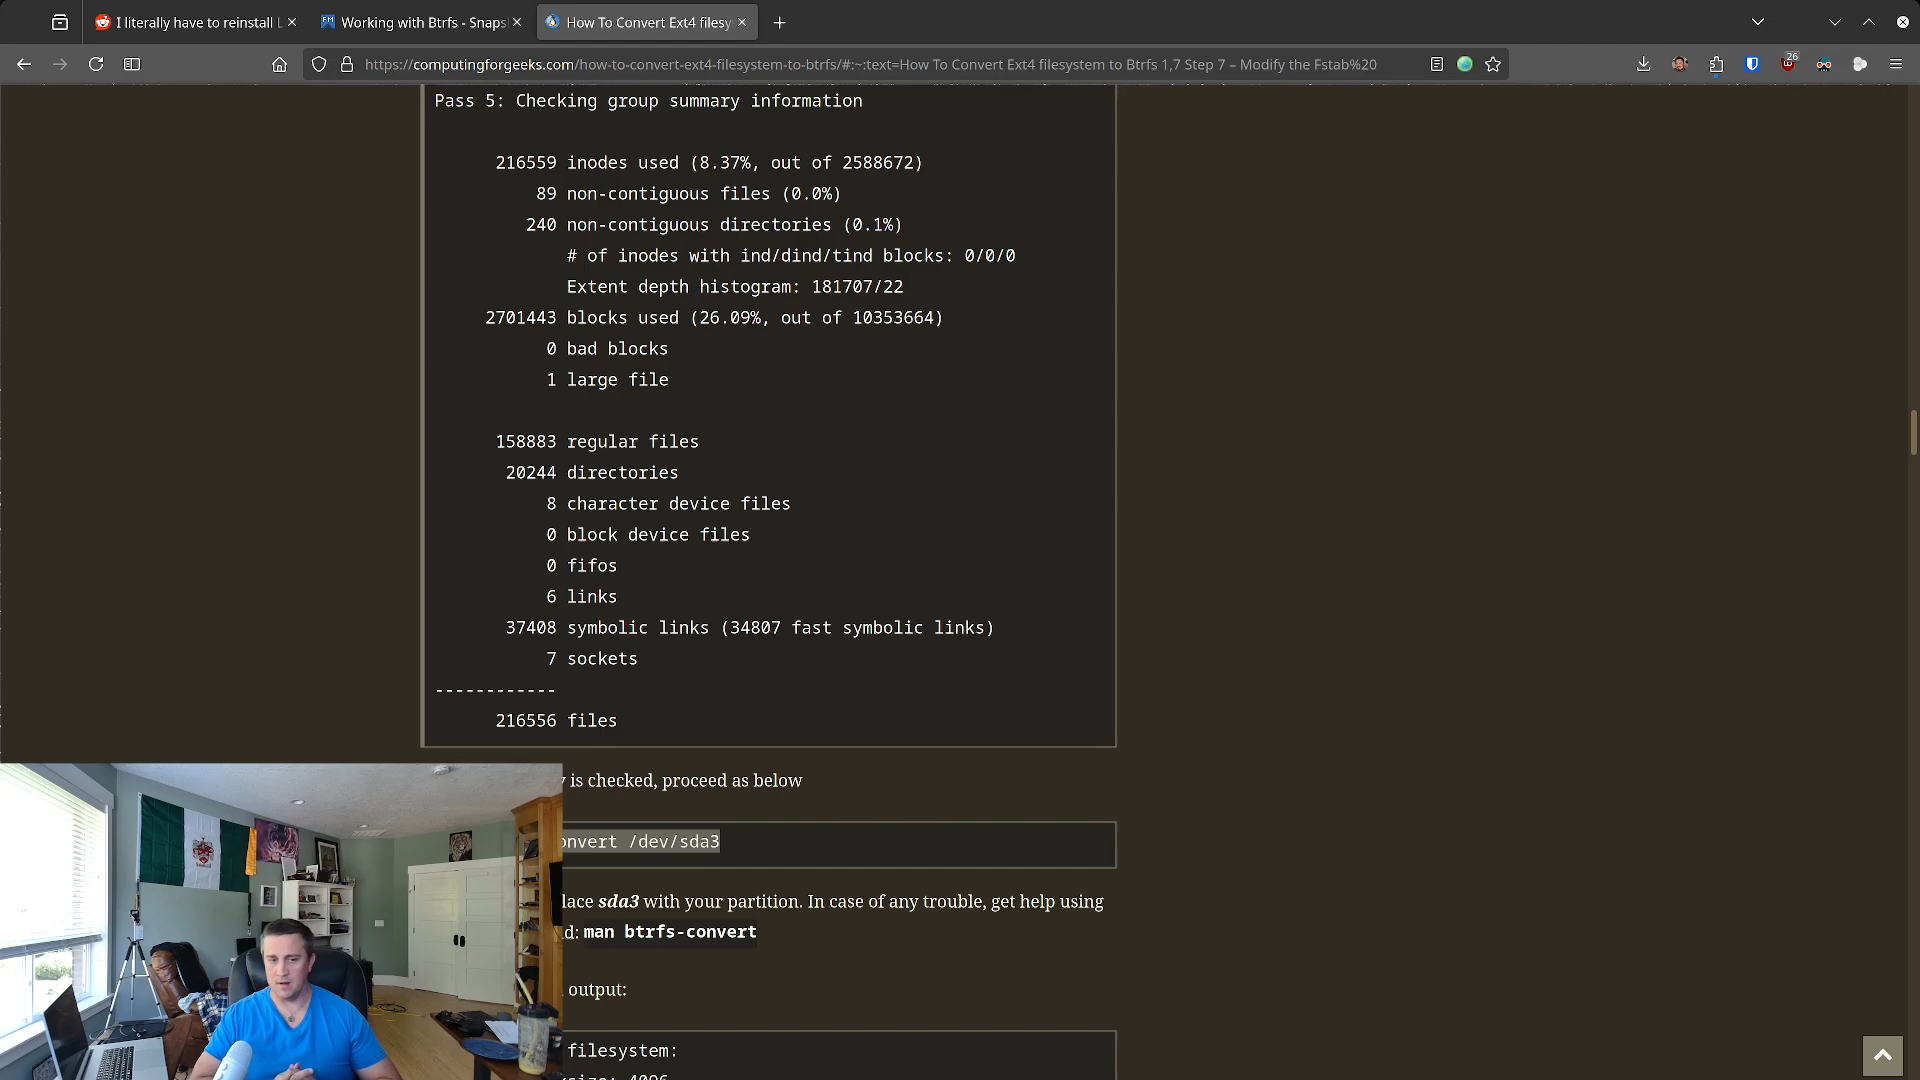 I literally have to reinstall L
Working with Btrfs - Snaps
How To Convert Ext4 filesy
https://computingforgeeks.com/how-to-convert-ext4-filesystem-to-btrfs/#:~:text=How To Convert Ext4 filesystem to Btrfs 1,7 Step 7 – Modify the Fstab%20
26
Pass 5: Checking group summary information
216559 inodes used (8.37%, out of 2588672)
89 non-contiguous files (0.0%)
240 non-contiguous directories (0.1%)
# of inodes with ind/dind/tind blocks: 0/0/0
Extent depth histogram: 181707/22
2701443 blocks used (26.09%, out of 10353664)
0 bad blocks
1 large file
158883 regular files
20244 directories
8 character device files
0 block device files
0 fifos
6 links
37408 symbolic links (34807 fast symbolic links)
7 sockets
------------
216556 files
is checked, proceed as below
onvert /dev/sda3
lace sda3 with your partition. In case of any trouble, get help using
d: man btrfs-convert
output:
filesystem:
4096